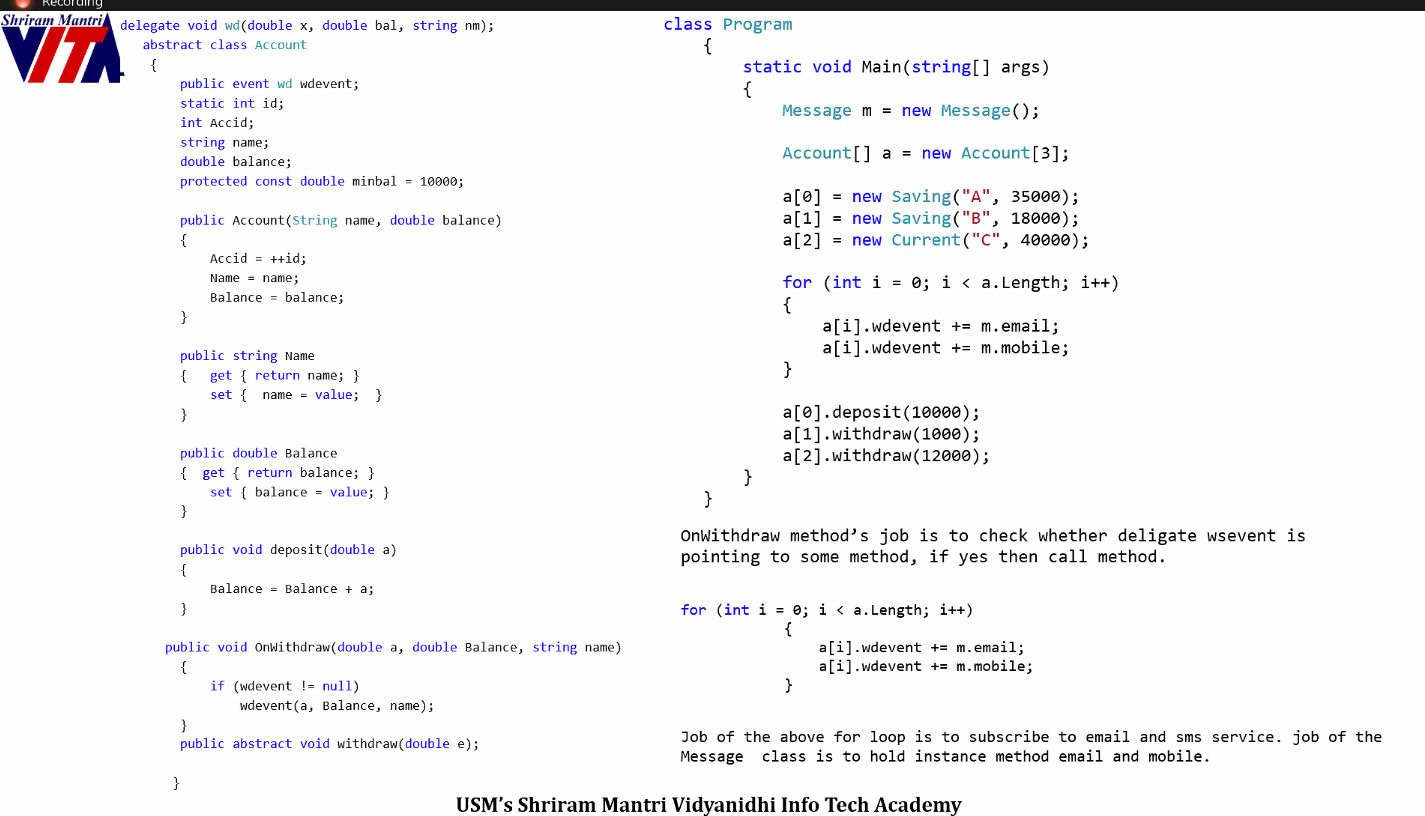 Recording
Shriram Mantri
VITA
delegate void wd(double x, double bal, string nm);
abstract class Account
{
public event wd wdevent;
static int id;
int Accid;
string name;
double balance;
protected const double minbal = 10000;
public Account(String name, double balance)
{
Accid = ++id;
Name = name;
Balance = balance;
}
public string Name
{ get { return name; }
set { name = value; }
}
public double Balance
{ get { return balance; }
set { balance = value; }
}
public void deposit(double a)
{
Balance = Balance + a;
}
public void OnWithdraw(double a, double Balance, string name)
{
if (wdevent != null)
wdevent(a, Balance, name);
}
public abstract void withdraw(double e);
}
class Program
{
static void Main(string[] args)
{
Message m = new Message();
Account[] a = new Account[3];
a[0] = new Saving("A", 35000);
a[1] = new Saving("B", 18000);
a[2] = new Current("C", 40000);
for (int i = 0; i < a.Length; i++)
{
a[i].wdevent += m.email;
a[i].wdevent += m.mobile;
}
a[0].deposit(10000);
a[1].withdraw(1000);
a[2].withdraw(12000);
}
}
OnWithdraw method’s job is to check whether deligate wsevent is
pointing to some method, if yes then call method.
for (int i = 0; i < a.Length; i++)
{
a[i].wdevent += m.email;
a[i].wdevent += m.mobile;
}
Job of the above for loop is to subscribe to email and sms service. job of the
Message class is to hold instance method email and mobile.
USM’s Shriram Mantri Vidyanidhi Info Tech Academy